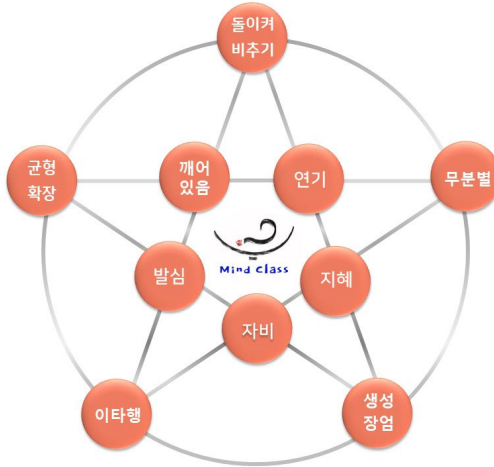 돌이켜
비추기
균형
확장
깨어
있음
연기
무분별
Mind Class
발심
지혜
자비
이타행
생성
장엄